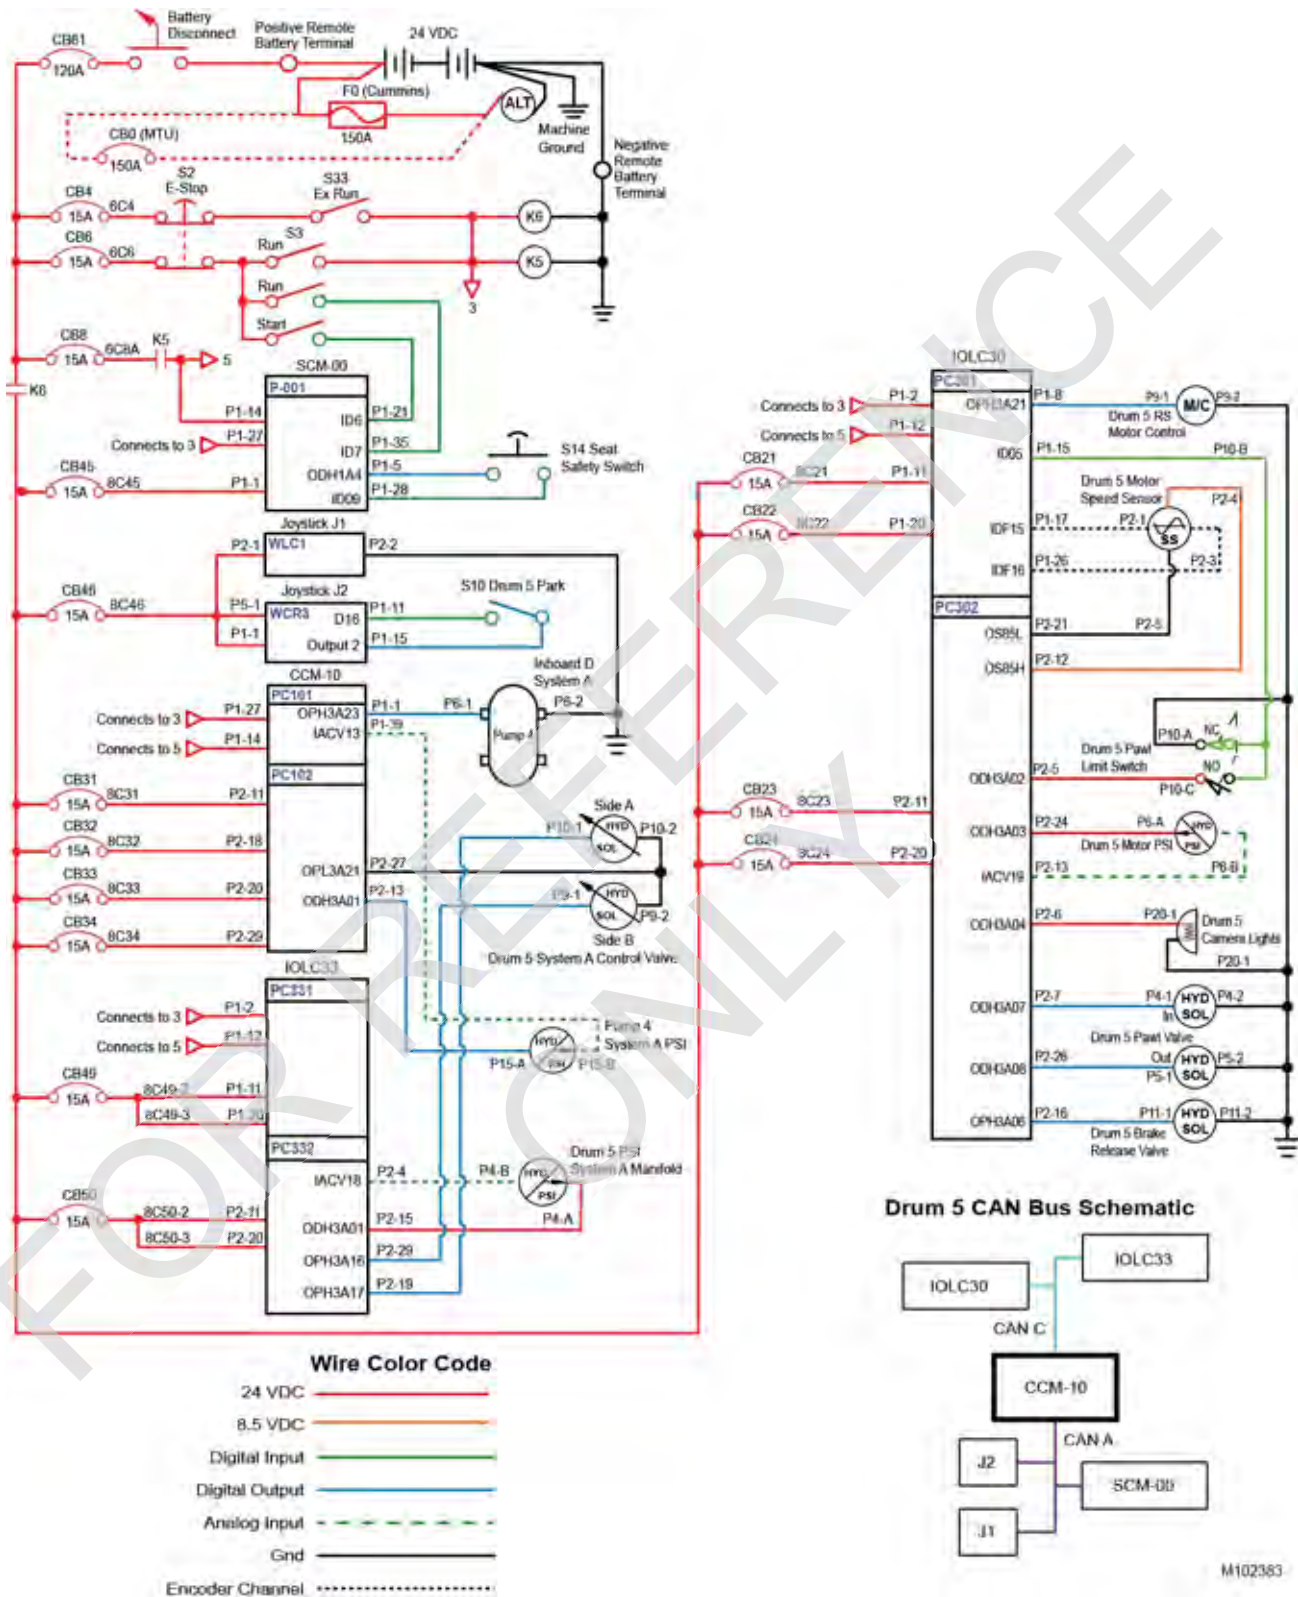 Battery
Disconnect
CB61
120A
Positive Remote
Battery Terminal
24 VDC
F0 (Cummins)
150A
ALT
Machine
Ground
CB0 (MTU)
150A
Negative
Remote
Battery
Terminal
S2
E-Stop
S33
Ex Run
CB4
15A
6C4
K6
CB6
15A
6C6
Run
S3
K5
Run
3
Start
CB8
15A
6C8A
K5
5
K6
SCM-00
P-001
P1-14
ID6
P1-21
Connects to 3
P1-27
ID7
P1-35
ODH1A4
P1-5
S14 Seat
Safety Switch
CB45
15A
8C45
P1-1
ID09
P1-28
Joystick J1
P2-1
WLC1
P2-2
Joystick J2
CB46
15A
8C46
P5-1
WCR3
D16
P1-11
S10 Drum 5 Park
P1-1
Output 2
P1-15
CCM-10
PC101
Inboard D
System A
Connects to 3
P1-27
OPH3A23
P1-1
P6-1
P6-2
IACV13
P1-39
Pump 4
Connects to 5
P1-14
PC102
CB31
15A
8C31
P2-11
Side A
P10-1
HYD
SOL
P10-2
CB32
15A
8C32
P2-18
OPL3A21
P2-27
CB33
15A
8C33
P2-20
ODH3A01
P2-13
P9-1
HYD
SOL
P9-2
CB34
15A
8C34
P2-29
Side B
Drum 5 System A Control Valve
IOLC33
PC331
Connects to 3
P1-2
Connects to 5
P1-12
Pump 4
System A PSI
P15-A
HYD
PSI
P15-B
CB49
15A
8C49-2
P1-11
8C49-3
P1-20
PC332
Drum 5 PSI
System A Manifold
IACV18
P2-4
P4-B
HYD
PSI
P4-A
CB50
15A
8C50-2
P2-11
8C50-3
P2-20
ODH3A01
P2-15
OPH3A16
P2-29
OPH3A17
P2-19
IOLC30
PC301
Connects to 3
P1-2
OPH3A21
P1-8
P9-1
M/C
P9-2
Drum 5 RS
Motor Control
Connects to 5
P1-12
ID05
P1-15
P10-B
CB21
15A
8C21
P1-11
Drum 5 Motor
Speed Sensor
P2-4
CB22
15A
8C22
P1-20
IDF15
P1-17
P2-1
SS
IDF16
P1-26
P2-3
PC302
OS85L
P2-21
P2-5
OS85H
P2-12
P10-A
NC
Drum 5 Pawl
Limit Switch
NO
ODH3A02
P2-5
P10-C
CB23
15A
8C23
P2-11
ODH3A03
P2-24
P6-A
HYD
PSI
Drum 5 Motor PSI
CB24
15A
8C24
P2-20
IACV19
P2-13
P6-B
ODH3A04
P2-6
P20-1
Drum 5
Camera Lights
P20-1
ODH3A07
P2-7
P4-1
In
HYD
SOL
P4-2
Drum 5 Pawl Valve
ODH3A08
P2-26
Out
P5-1
HYD
SOL
P5-2
OPH3A06
P2-16
P11-1
HYD
SOL
P11-2
Drum 5 Brake
Release Valve
Drum 5 CAN Bus Schematic
IOLC30
IOLC33
CAN C
CCM-10
CAN A
J2
SCM-00
J1
Wire Color Code
24 VDC
8.5 VDC
Digital Input
Digital Output
Analog Input
Gnd
Encoder Channel
M102383
FOR REFERENCE
ONLY